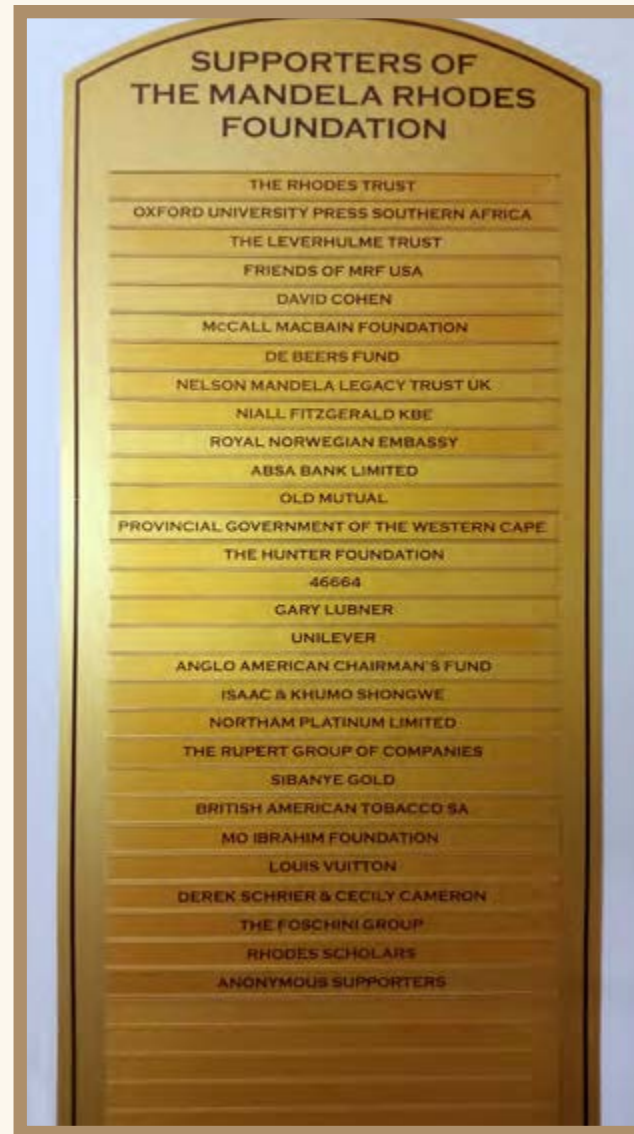 SUPPORTERS OF
THE MANDELA RHODES
FOUNDATION
THE RHODES TRUST
OXFORD UNIVERSITY PRESS SOUTHERN AFRICA
THE LEVERHULME TRUST
FRIENDS OF MRF USA
DAVID COHEN
McCALL MACBAIN FOUNDATION
DE BEERS FUND
NELSON MANDELA LEGACY TRUST UK
NIALL FITZGERALD KBE
ROYAL NORWEGIAN EMBASSY
ABSA BANK LIMITED
OLD MUTUAL
PROVINCIAL GOVERNMENT OF THE WESTERN CAPE
THE HUNTER FOUNDATION
46664
GARY LUBNER
UNILEVER
ANGLO AMERICAN CHAIRMAN'S FUND
ISAAC & KHUMO SHONGWE
NORTHAM PLATINUM LIMITED
THE RUPERT GROUP OF COMPANIES
SIBANYE GOLD
BRITISH AMERICAN TOBACCO SA
MO IBRAHIM FOUNDATION
LOUIS VUITTON
DEREK SCHRIER & CECILY CAMERON
THE FOSCHINI GROUP
RHODES SCHOLARS
ANONYMOUS SUPPORTERS